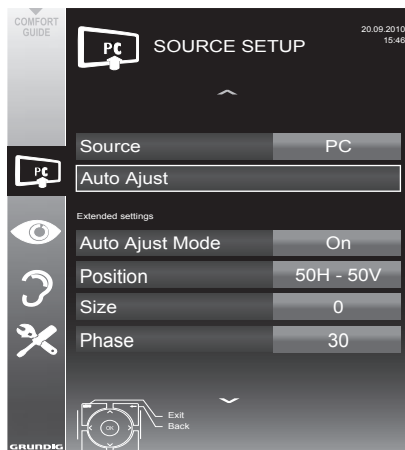 COMFORT
GUIDE
PC
SOURCE SETUP
20.09.2010
15:46
Source PC
PC
Auto Ajust
Extended settings
Auto Ajust Mode On
Position 50H - 50V
Size 0
Phase 30
OK
Exit
Back
GRUNDIG